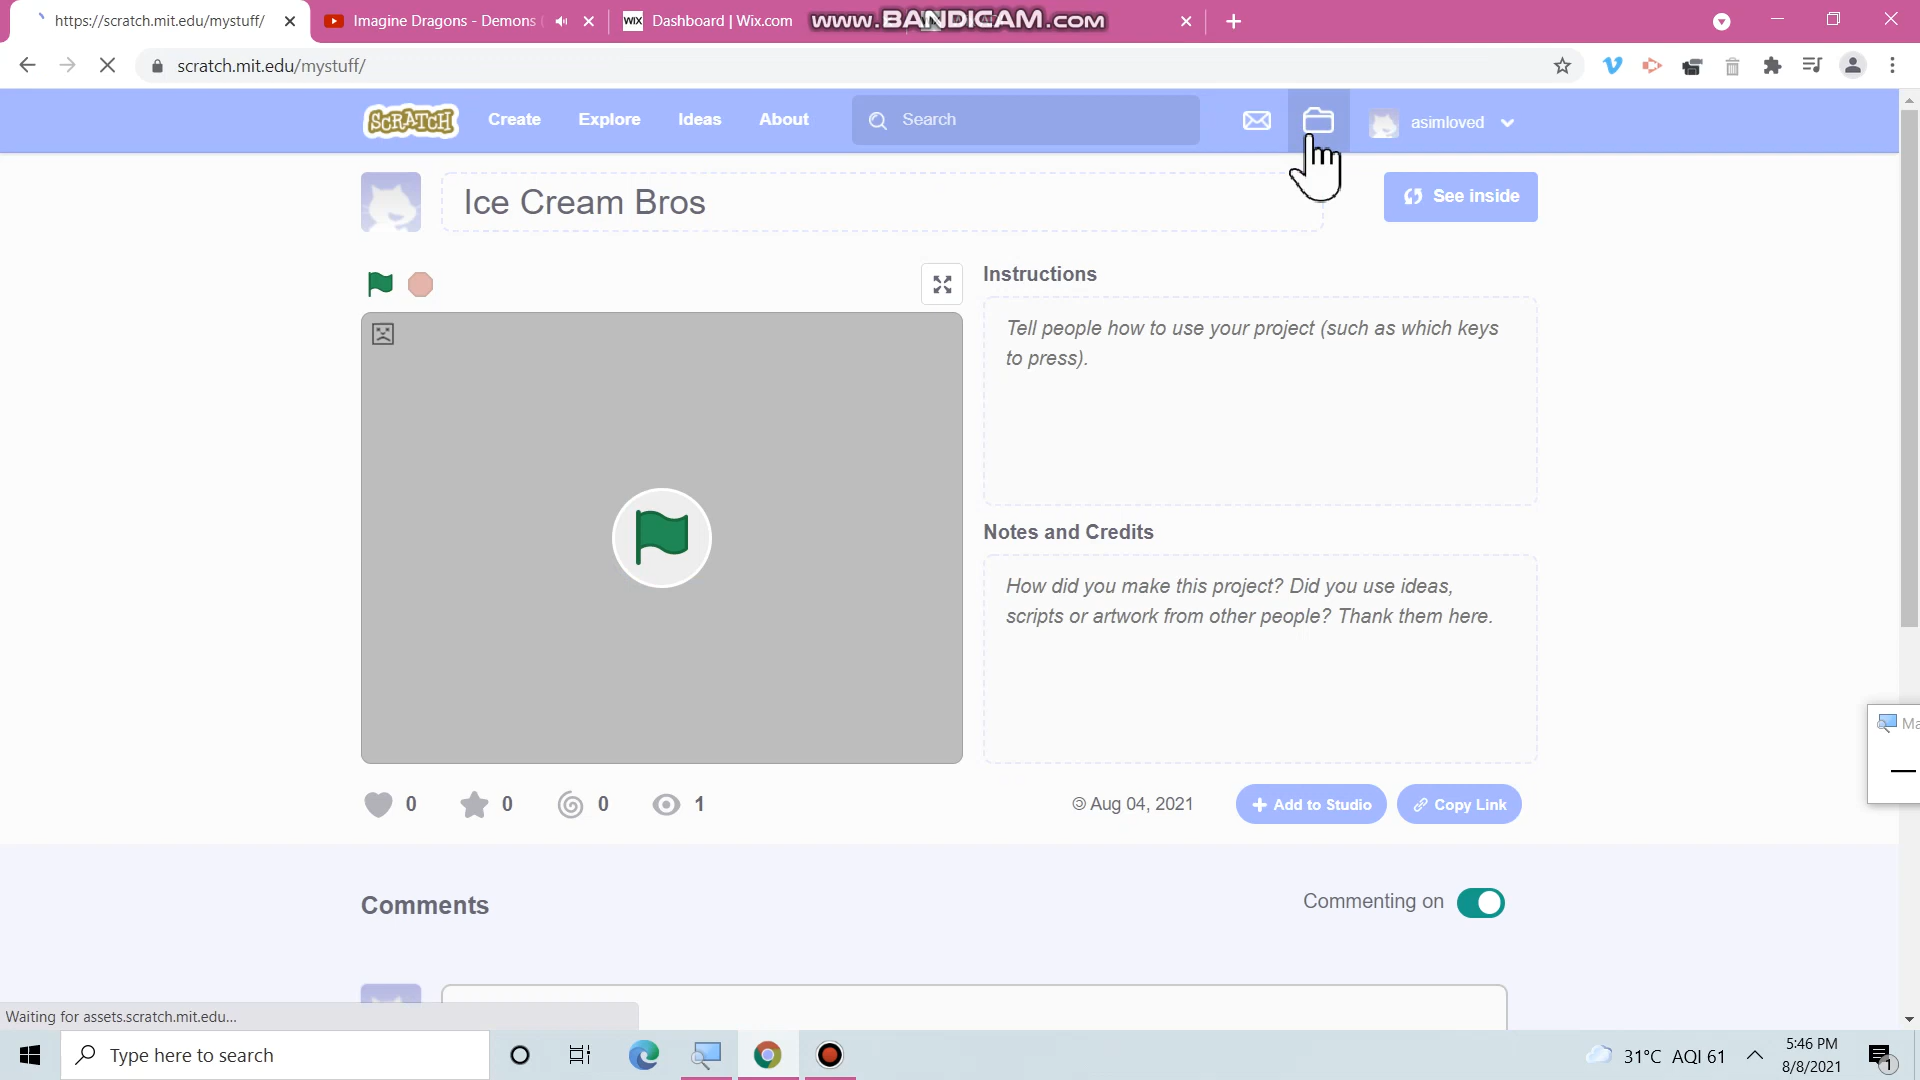 https://scratch.mit.edu/mystuff/
Imagine Dragons - Demons
WIX Dashboard | Wix.com
www.BANDICAM.com
scratch.mit.edu/mystuff/
SCRATCH
Create
Explore
Ideas
About
Search
asimloved
Ice Cream Bros
See inside
Instructions
Tell people how to use your project (such as which keys
to press).
Notes and Credits
How did you make this project? Did you use ideas,
scripts or artwork from other people? Thank them here.
0
0
0
1
Aug 04, 2021
Add to Studio
Copy Link
Comments
Commenting on
Ma
Waiting for assets.scratch.mit.edu...
Type here to search
31°C AQI 61
5:46 PM
8/8/2021
1